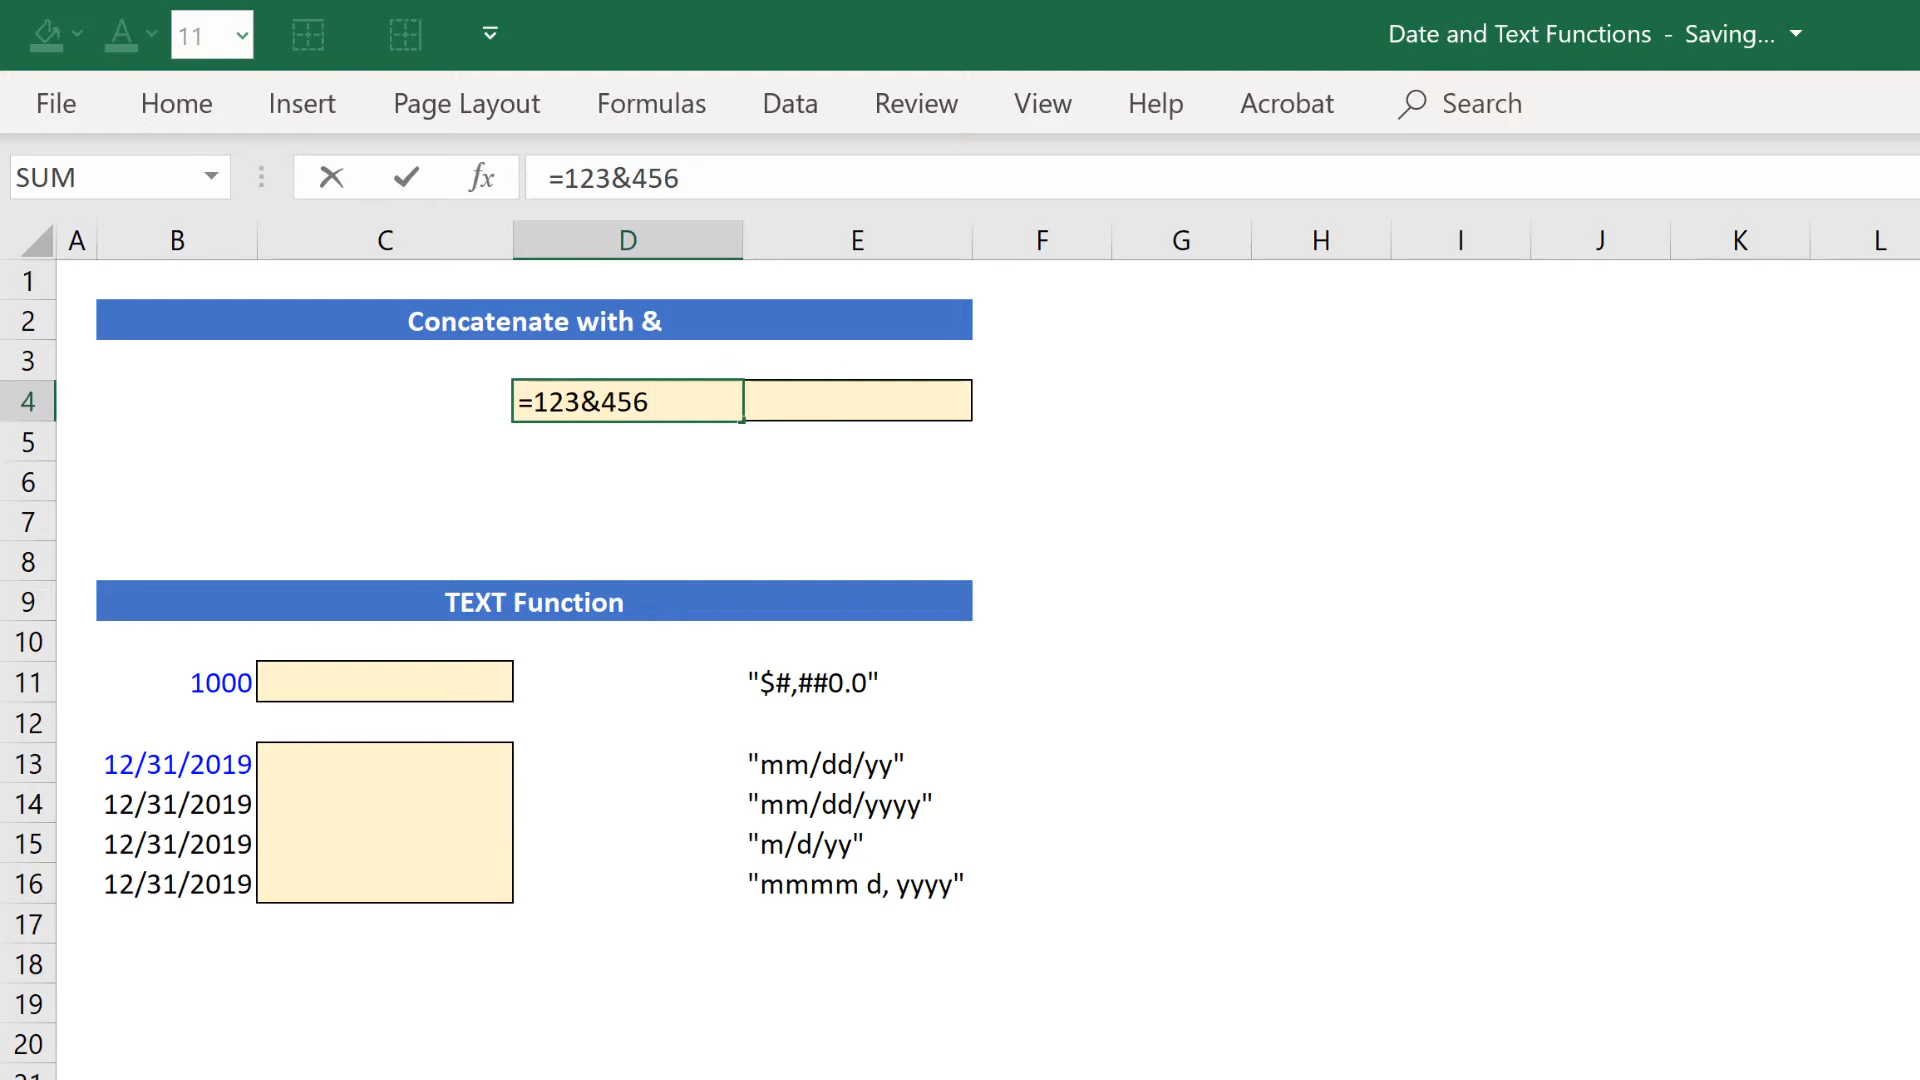 11
Date and Text Functions - Saving...
File Home Insert Page Layout Formulas Data Review View Help Acrobat Search
SUM fx =123&456
A B C D E F G H I J K L
1
2 Concatenate with &
3
4 =123&456
5
6
7
8
9 TEXT Function
10
11 1000 "$#,##0.0"
12
13 12/31/2019 "mm/dd/yy"
14 12/31/2019 "mm/dd/yyyy"
15 12/31/2019 "m/d/yy"
16 12/31/2019 "mmmm d, yyyy"
17
18
19
20
21